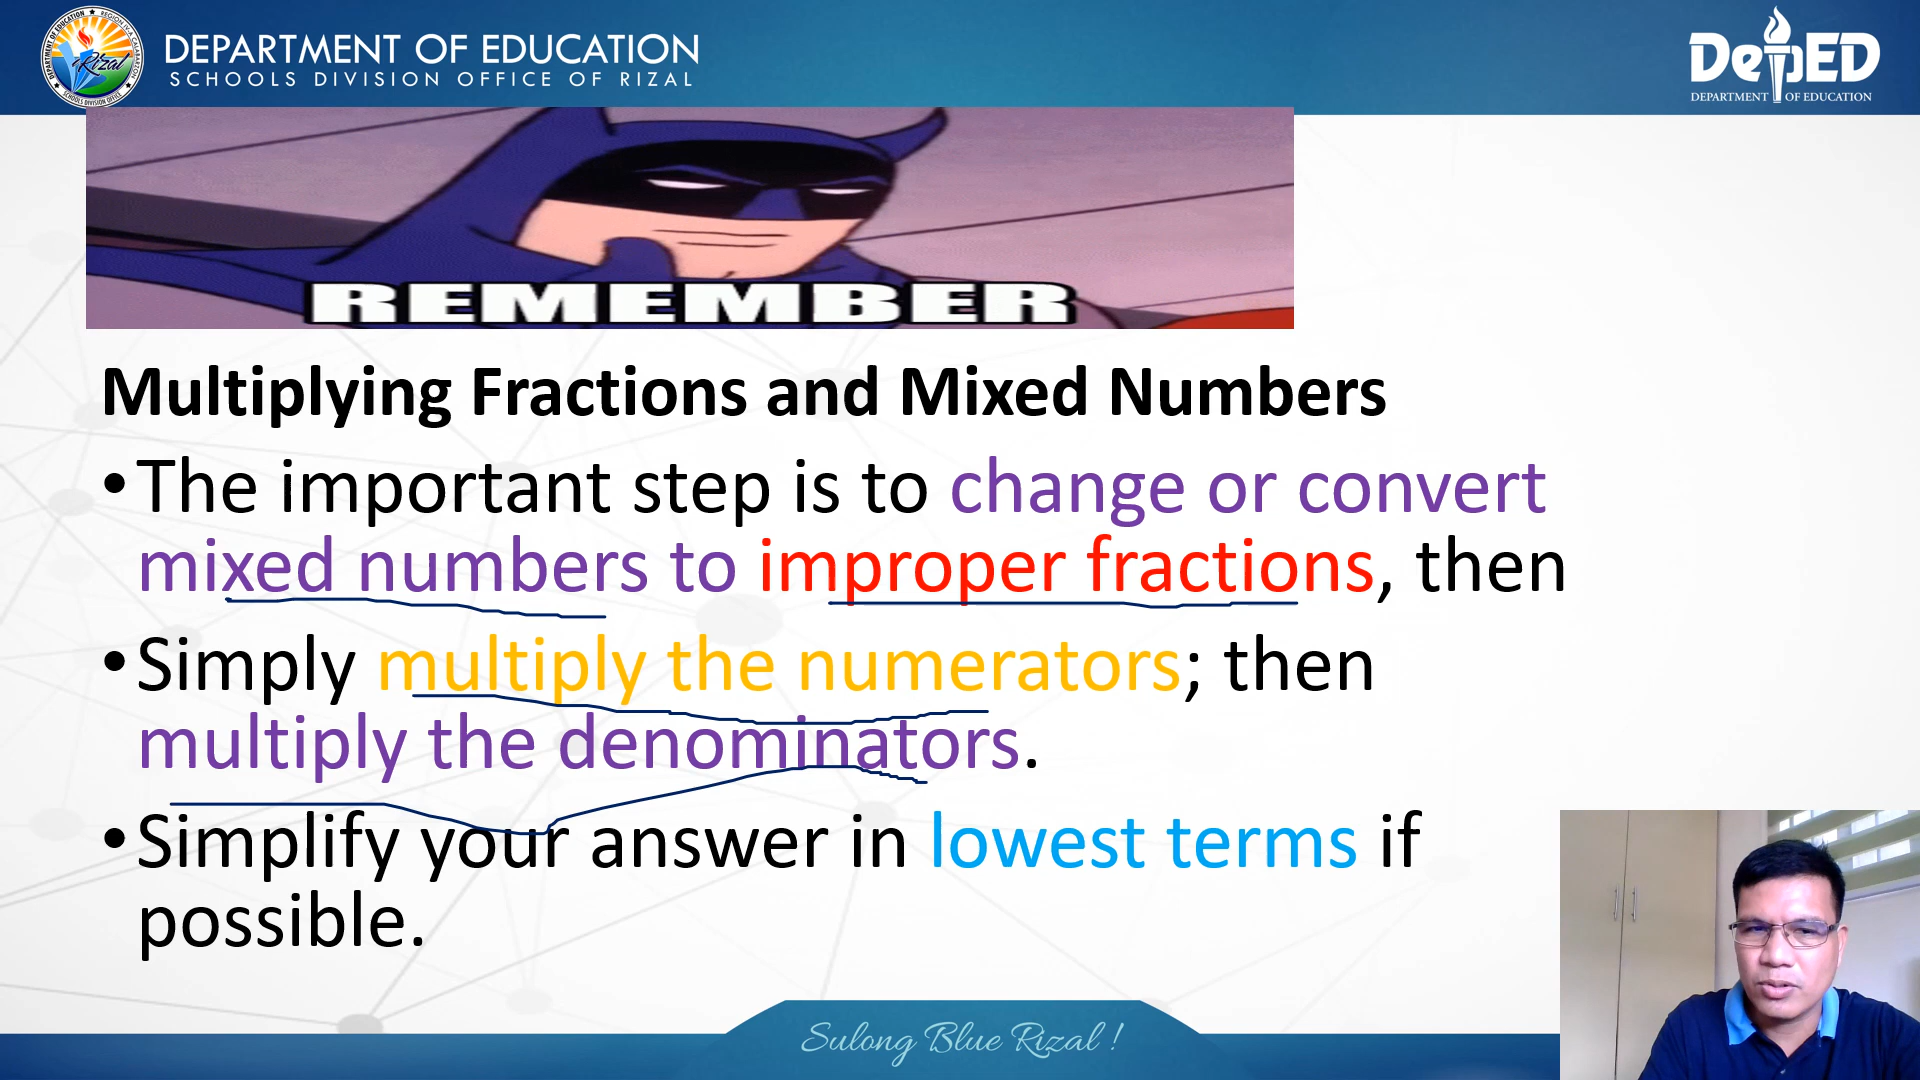 DEPARTMENT OF EDUCATION
SCHOOLS DIVISION OFFICE OF RIZAL
DepED
DEPARTMENT OF EDUCATION
REMEMBER
Multiplying Fractions and Mixed Numbers
•The important step is to change or convert
mixed numbers to improper fractions, then
•Simply multiply the numerators; then
multiply the denominators.
•Simplify your answer in lowest terms if
possible.
Sulong Blue Rizal !